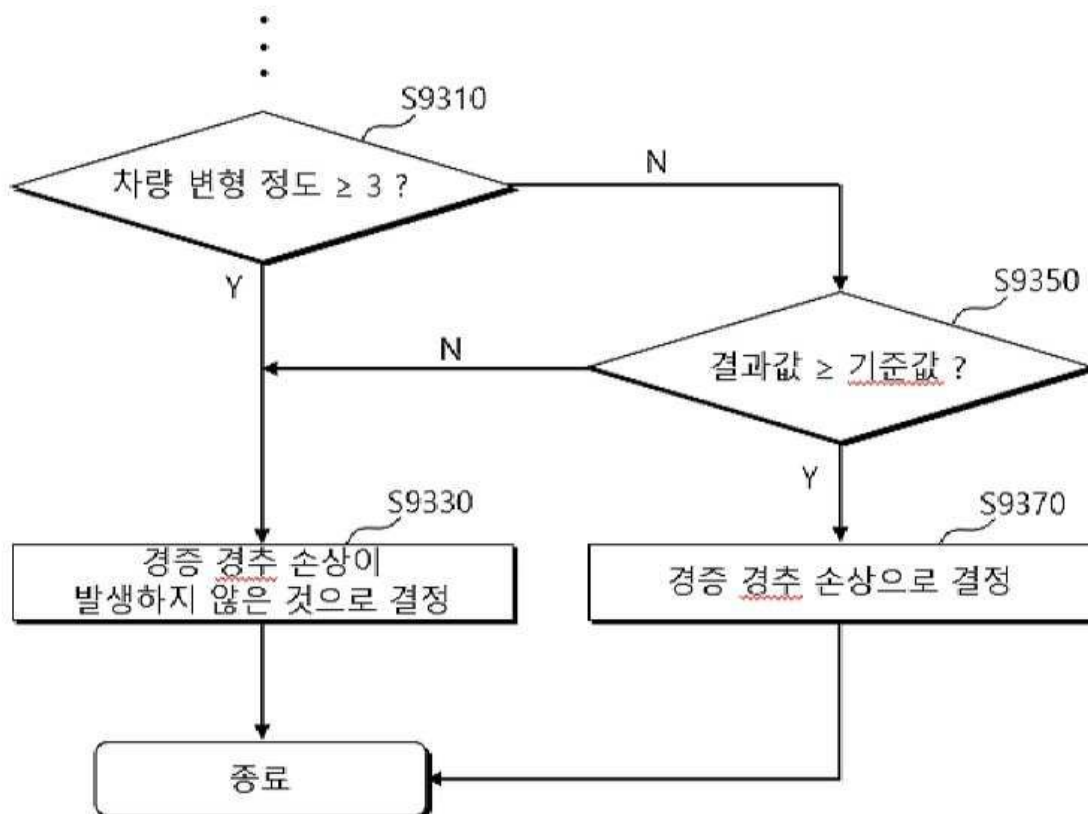 S9310
차량 변형 정도 ≥ 3 ?
N
Y
S9350
결과값 ≥ 기준값 ?
N
Y
S9330
경증 경추 손상이
발생하지 않은 것으로 결정
S9370
경증 경추 손상으로 결정
종료